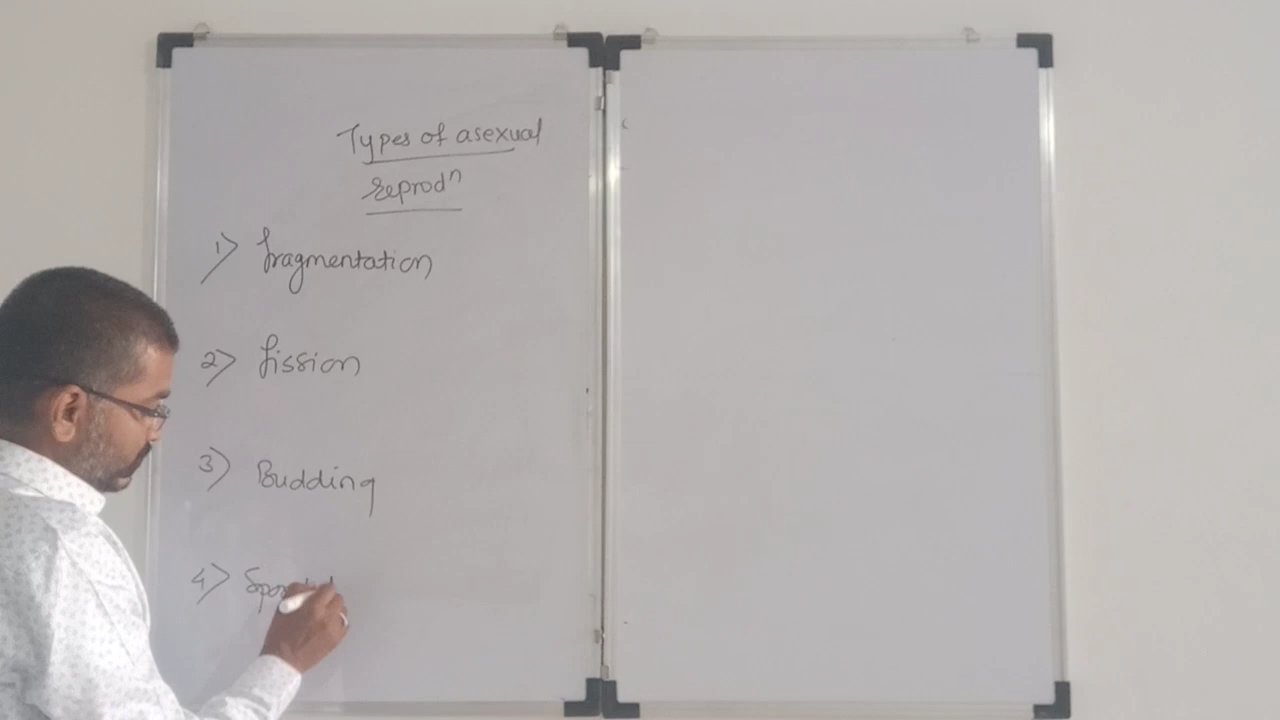 Types of asexual
reprodⁿ
1) fragmentation
2) fission
3) Budding
4)